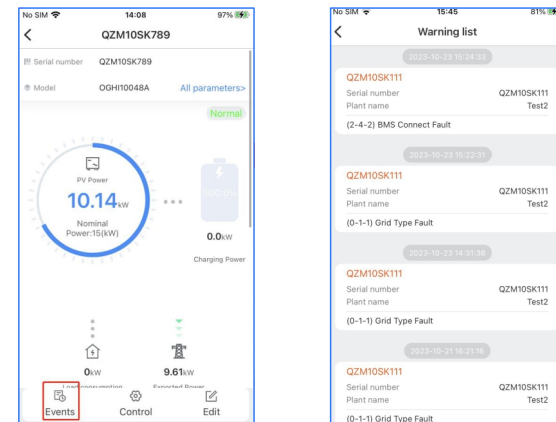 No SIM 14:08 97%
QZM10SK789
Serial number QZM10SK789
Model OGHI10048A All parameters>
Normal
PV Power
10.14kW
Nominal
Power:15(kW)
0.0kW
Charging Power
0kW 9.61kW
Load consumption Exported Power
Events Control Edit
No SIM 15:45 81%
Warning list
2023-10-23 15:24:33
QZM10SK111
Serial number QZM10SK111
Plant name Test2
(2-4-2) BMS Connect Fault
2023-10-23 15:22:31
QZM10SK111
Serial number QZM10SK111
Plant name Test2
(0-1-1) Grid Type Fault
2023-10-23 14:31:38
QZM10SK111
Serial number QZM10SK111
Plant name Test2
(0-1-1) Grid Type Fault
2023-10-21 16:21:16
QZM10SK111
Serial number QZM10SK111
Plant name Test2
(0-1-1) Grid Type Fault